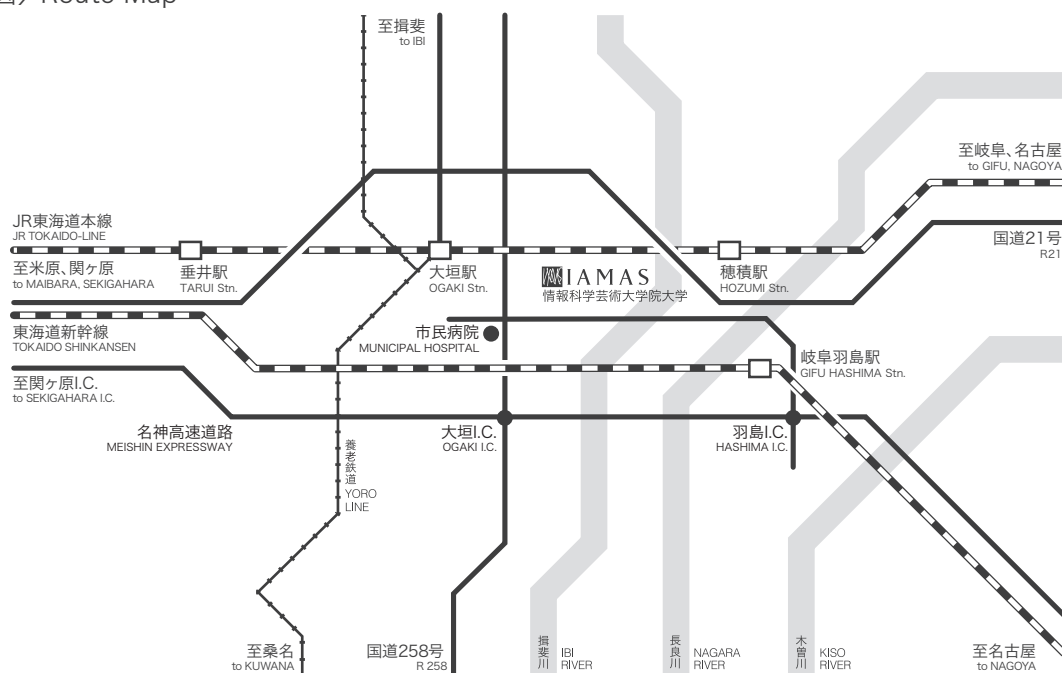 図）Route Map
至揖斐
to IBI
至岐阜、名古屋
to GIFU, NAGOYA
JR東海道本線
JR TOKAIDO-LINE
至米原、関ヶ原
to MAIBARA, SEKIGAHARA
垂井駅
TARUI Stn.
大垣駅
OGAKI Stn.
IAMAS
情報科学芸術大学院大学
穂積駅
HOZUMI Stn.
国道21号
R21
東海道新幹線
TOKAIDO SHINKANSEN
市民病院
MUNICIPAL HOSPITAL
岐阜羽島駅
GIFU HASHIMA Stn.
至関ヶ原I.C.
to SEKIGAHARA I.C.
名神高速道路
MEISHIN EXPRESSWAY
大垣I.C.
OGAKI I.C.
羽島I.C.
HASHIMA I.C.
養老鉄道
YORO
LINE
至桑名
to KUWANA
国道258号
R 258
揖斐川
IBI
RIVER
長良川
NAGARA
RIVER
木曽川
KISO
RIVER
至名古屋
to NAGOYA